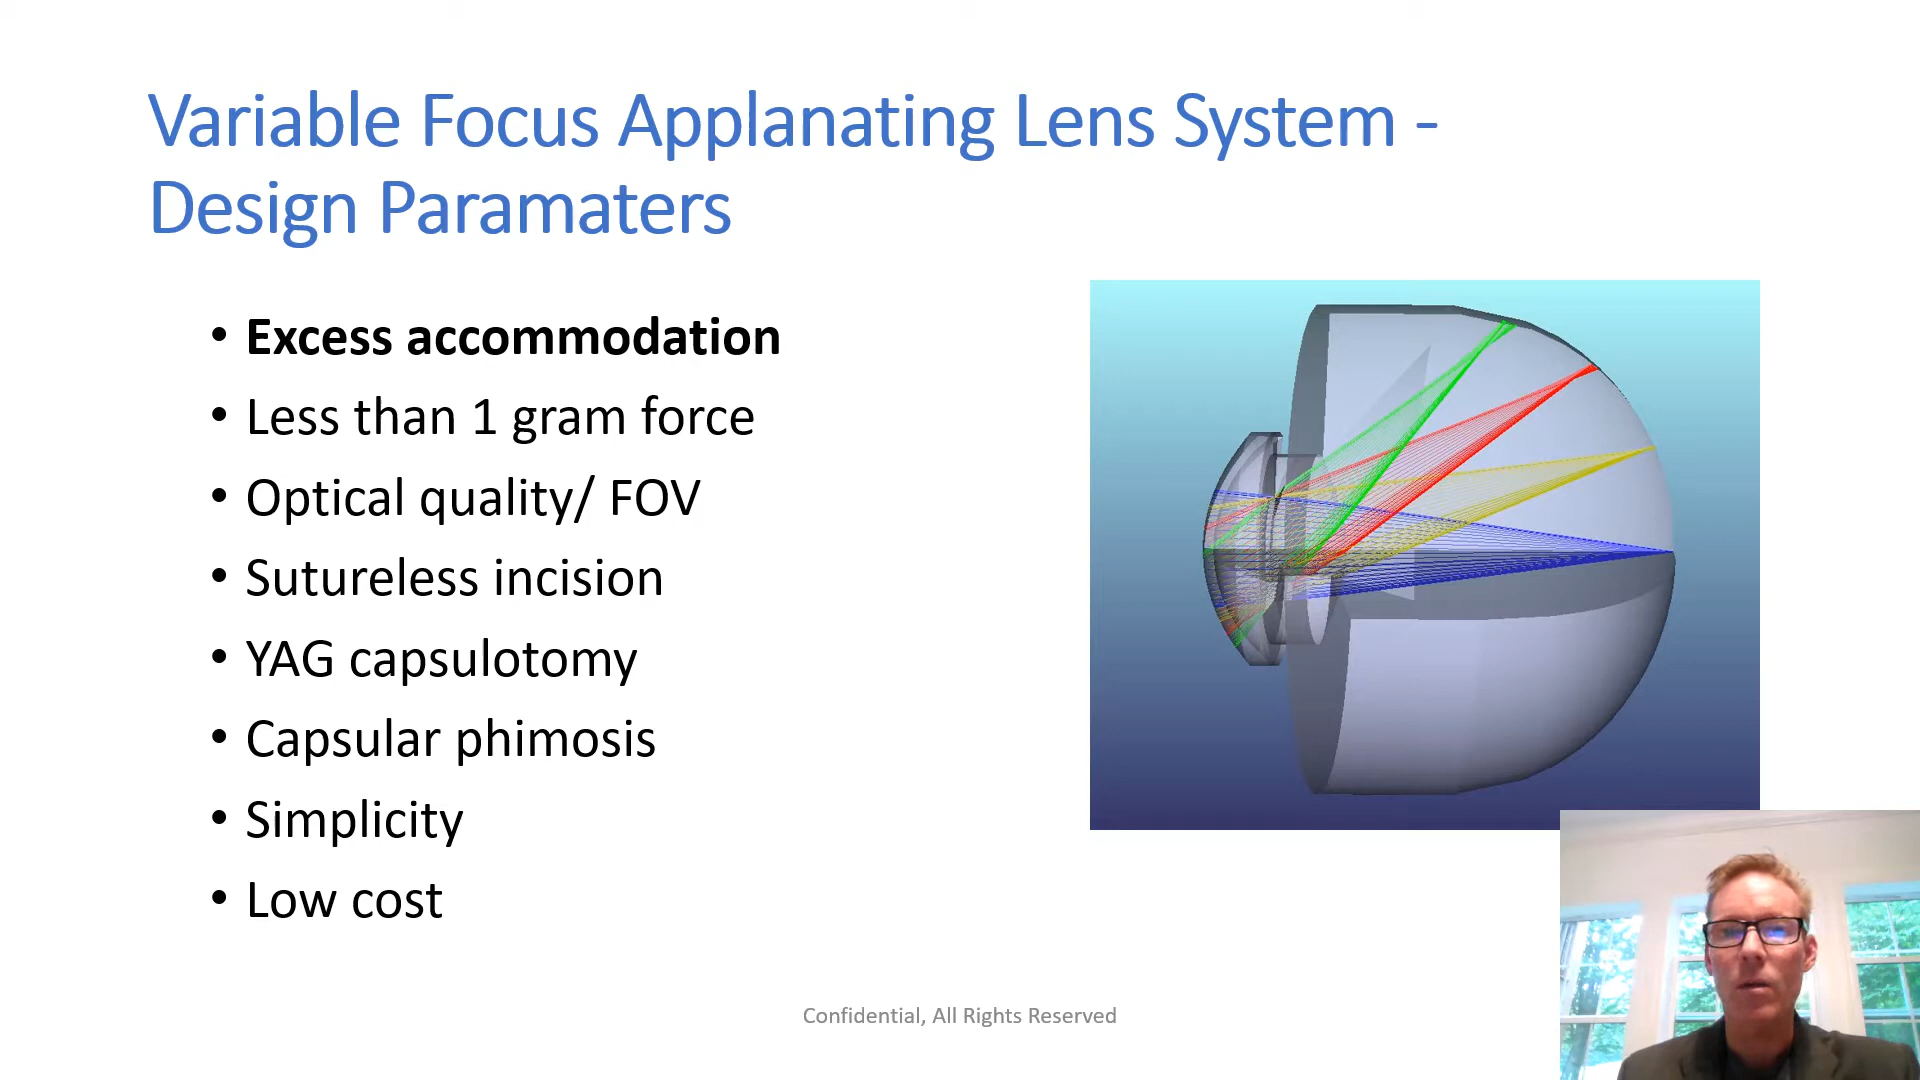 Variable Focus Applanating Lens System -
Design Paramaters
• Excess accommodation
• Less than 1 gram force
• Optical quality/ FOV
• Sutureless incision
• YAG capsulotomy
• Capsular phimosis
• Simplicity
• Low cost
Confidential, All Rights Reserved